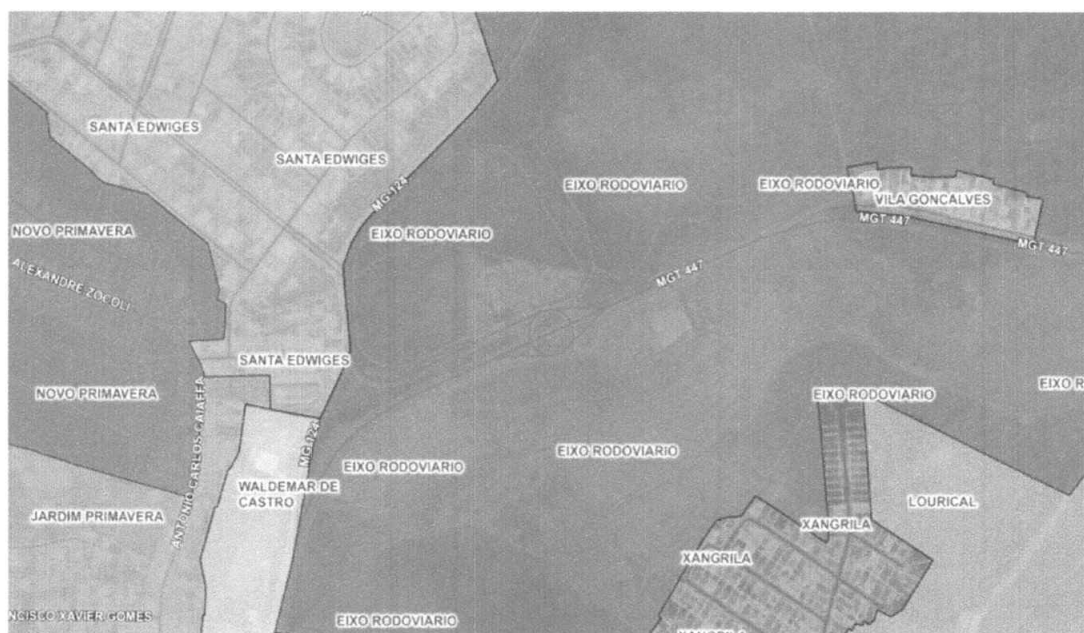 SANTA EDWIGES
SANTA EDWIGES
MG-124
EIXO RODOVIARIO
EIXO RODOVIARIO
VILA GONCALVES
NOVO PRIMAVERA
EIXO RODOVIARIO
MGT 447
MGT 447
ALEXANDRE ZOCOLI
MGT 447
SANTA EDWIGES
NOVO PRIMAVERA
EIXO RODOVIARIO
EIXO R
ANTONIO CARLOS CAIAFFA
MG-124
EIXO RODOVIARIO
EIXO RODOVIARIO
WALDEMAR DE
CASTRO
LOURICAL
JARDIM PRIMAVERA
XANGRILA
XANGRILA
NCISCO XAVIER GOMES
EIXO RODOVIARIO